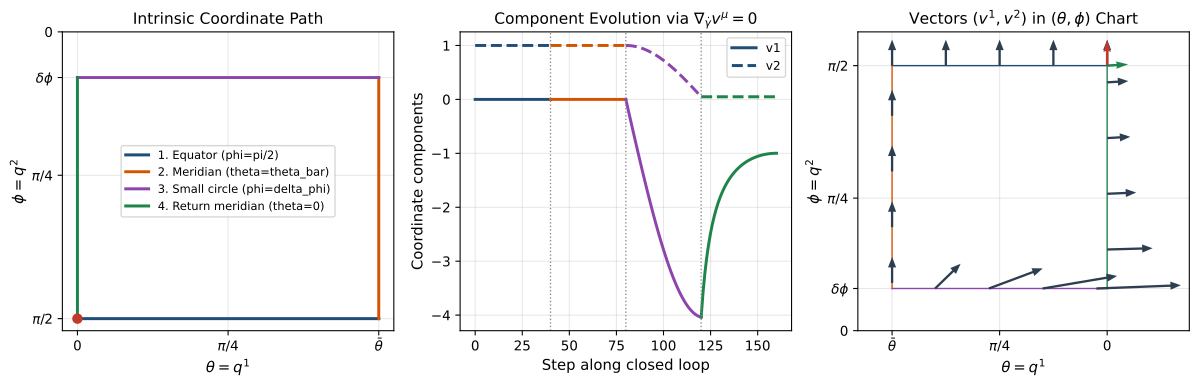 Intrinsic Coordinate Path
0
δϕ
π/4
π/2
ϕ = q²
1. Equator (phi=pi/2)
2. Meridian (theta=theta_bar)
3. Small circle (phi=delta_phi)
4. Return meridian (theta=0)
0
π/4
θ̄
θ = q¹
Component Evolution via ∇_γ̇ v^μ = 0
1
0
−1
−2
−3
−4
Coordinate components
v1
v2
0
25
50
75
100
125
150
Step along closed loop
Vectors (v¹, v²) in (θ, ϕ) Chart
π/2
π/4
δϕ
0
ϕ = q²
θ̄
π/4
0
θ = q¹